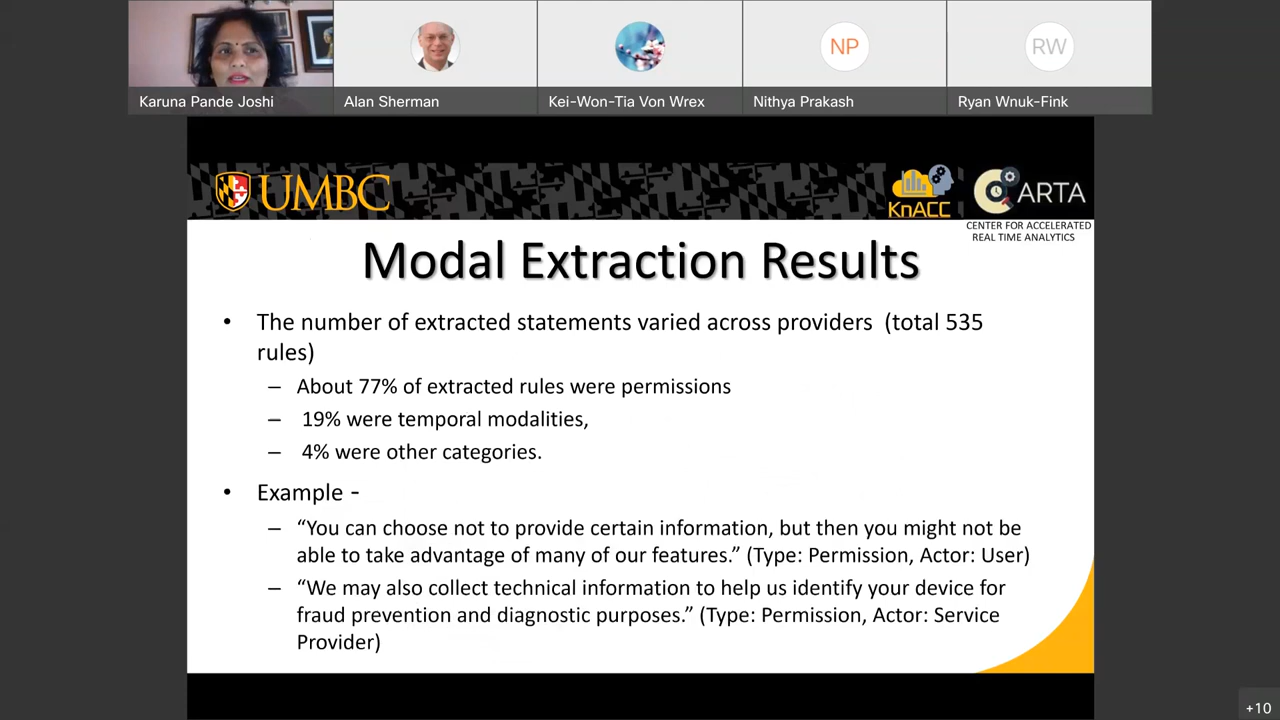 NP
RW
Karuna Pande Joshi
Alan Sherman
Kei-Won-Tia Von Wrex
Nithya Prakash
Ryan Wnuk-Fink
UMBC
KnACC
CARTA
CENTER FOR ACCELERATED
REAL TIME ANALYTICS
Modal Extraction Results
• The number of extracted statements varied across providers (total 535
rules)
– About 77% of extracted rules were permissions
– 19% were temporal modalities,
– 4% were other categories.
• Example -
– “You can choose not to provide certain information, but then you might not be
able to take advantage of many of our features.” (Type: Permission, Actor: User)
– “We may also collect technical information to help us identify your device for
fraud prevention and diagnostic purposes.” (Type: Permission, Actor: Service
Provider)
+10